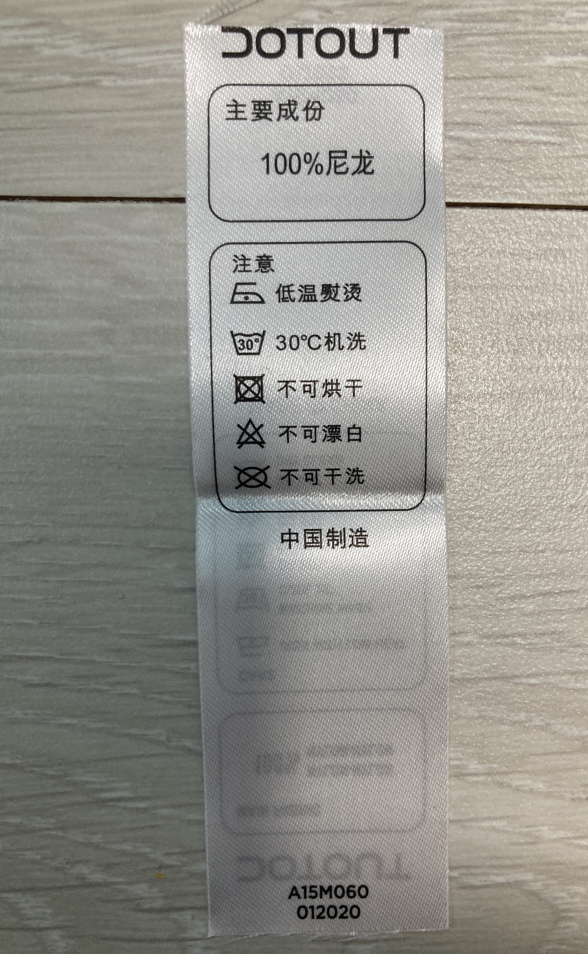 DOTOUT
主要成份
100%尼龙
注意
低温熨烫
30° 30℃机洗
不可烘干
不可漂白
不可干洗
中国制造
A15M060
012020